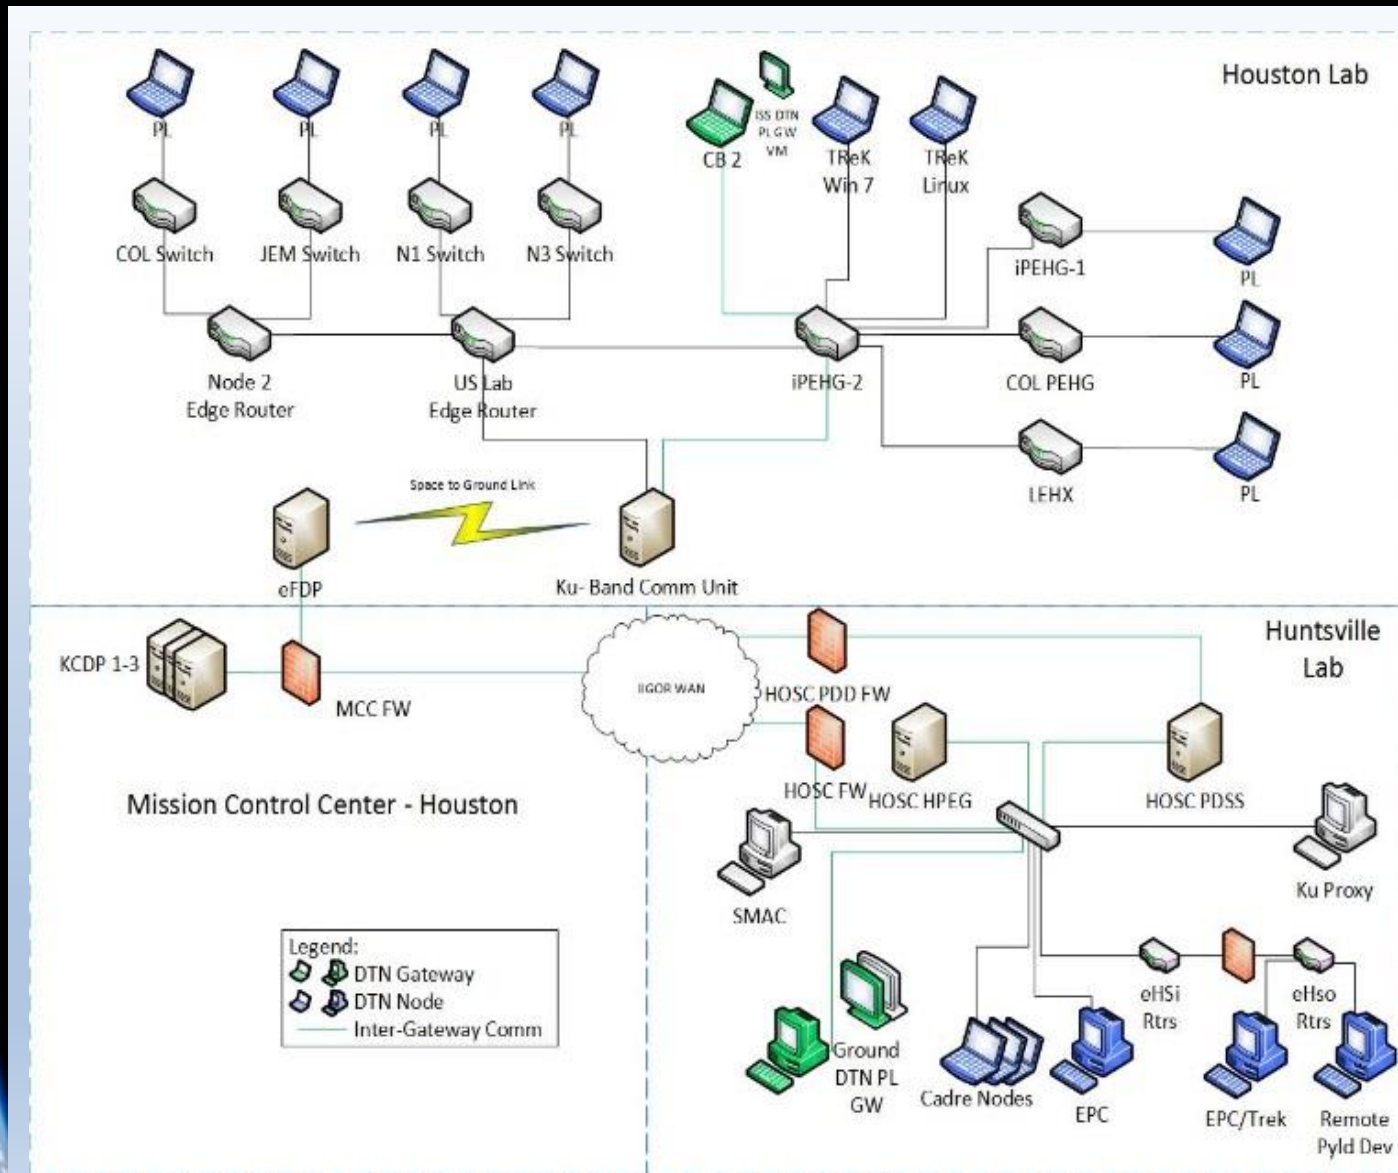 Houston Lab
PL
PL
PL
PL
CB 2
ISS DTN
PL GW
VM
TReK
Win 7
TReK
Linux
COL Switch
JEM Switch
N1 Switch
N3 Switch
iPEHG-1
PL
Node 2
Edge Router
US Lab
Edge Router
iPEHG-2
COL PEHG
PL
LEHX
PL
Space to Ground Link
eFDP
Ku- Band Comm Unit
KCDP 1-3
MCC FW
IIGOR WAN
HOSC PDD FW
Huntsville
Lab
HOSC FW
HOSC HPEG
HOSC PDSS
Mission Control Center - Houston
SMAC
Ku Proxy
Legend:
DTN Gateway
DTN Node
Inter-Gateway Comm
Ground
DTN PL
GW
Cadre Nodes
EPC
eHSi
Rtrs
eHso
Rtrs
EPC/Trek
Remote
Pyld Dev